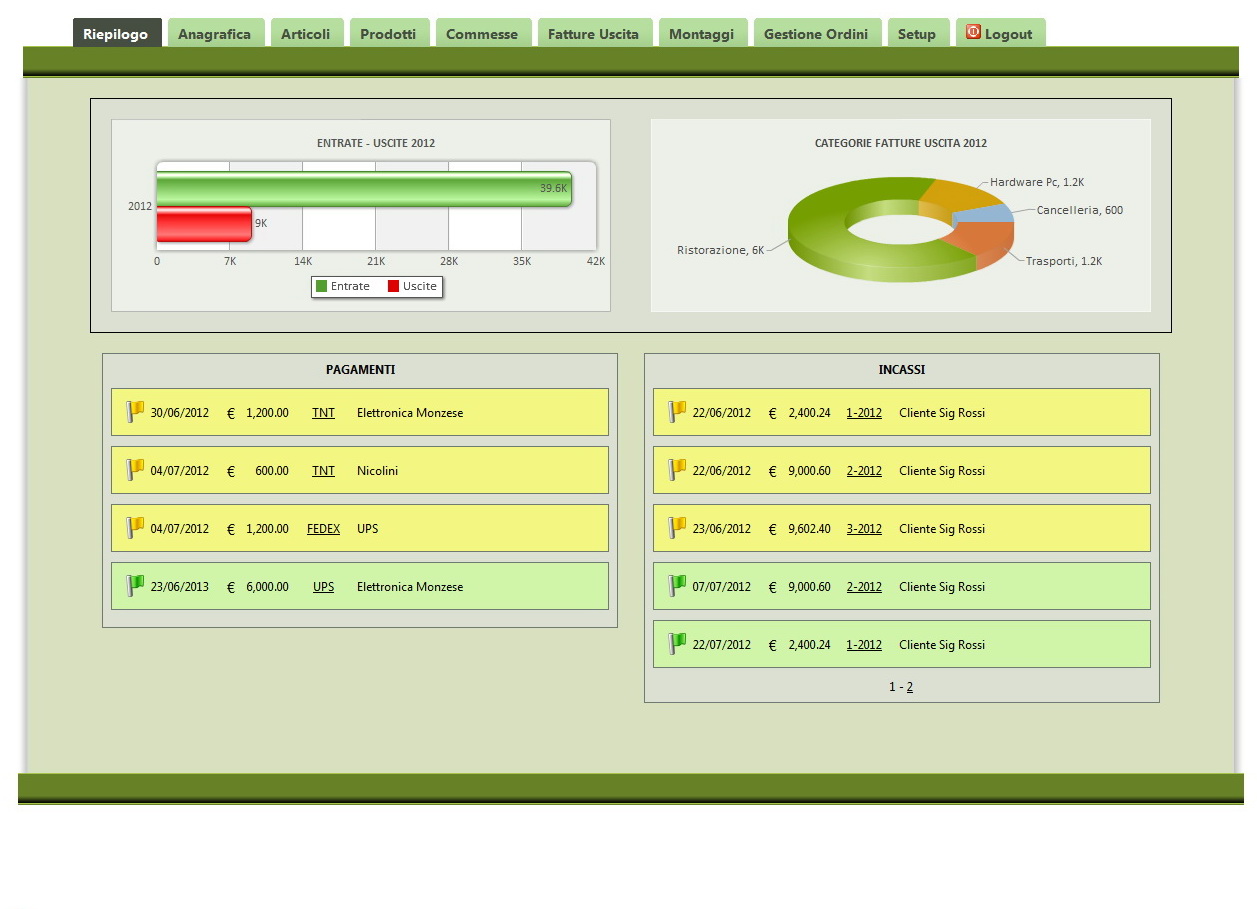 Riepilogo Anagrafica Articoli Prodotti Commesse Fatture Uscita Montaggi Gestione Ordini Setup Logout
ENTRATE - USCITE 2012
39.6K
2012
9K
0 7K 14K 21K 28K 35K 42K
Entrate Uscite
CATEGORIE FATTURE USCITA 2012
Hardware Pc, 1.2K
Cancelleria, 600
Ristorazione, 6K
Trasporti, 1.2K
PAGAMENTI
30/06/2012 € 1,200.00 TNT Elettronica Monzese
04/07/2012 € 600.00 TNT Nicolini
04/07/2012 € 1,200.00 FEDEX UPS
23/06/2013 € 6,000.00 UPS Elettronica Monzese
INCASSI
22/06/2012 € 2,400.24 1-2012 Cliente Sig Rossi
22/06/2012 € 9,000.60 2-2012 Cliente Sig Rossi
23/06/2012 € 9,602.40 3-2012 Cliente Sig Rossi
07/07/2012 € 9,000.60 2-2012 Cliente Sig Rossi
22/07/2012 € 2,400.24 1-2012 Cliente Sig Rossi
1 - 2